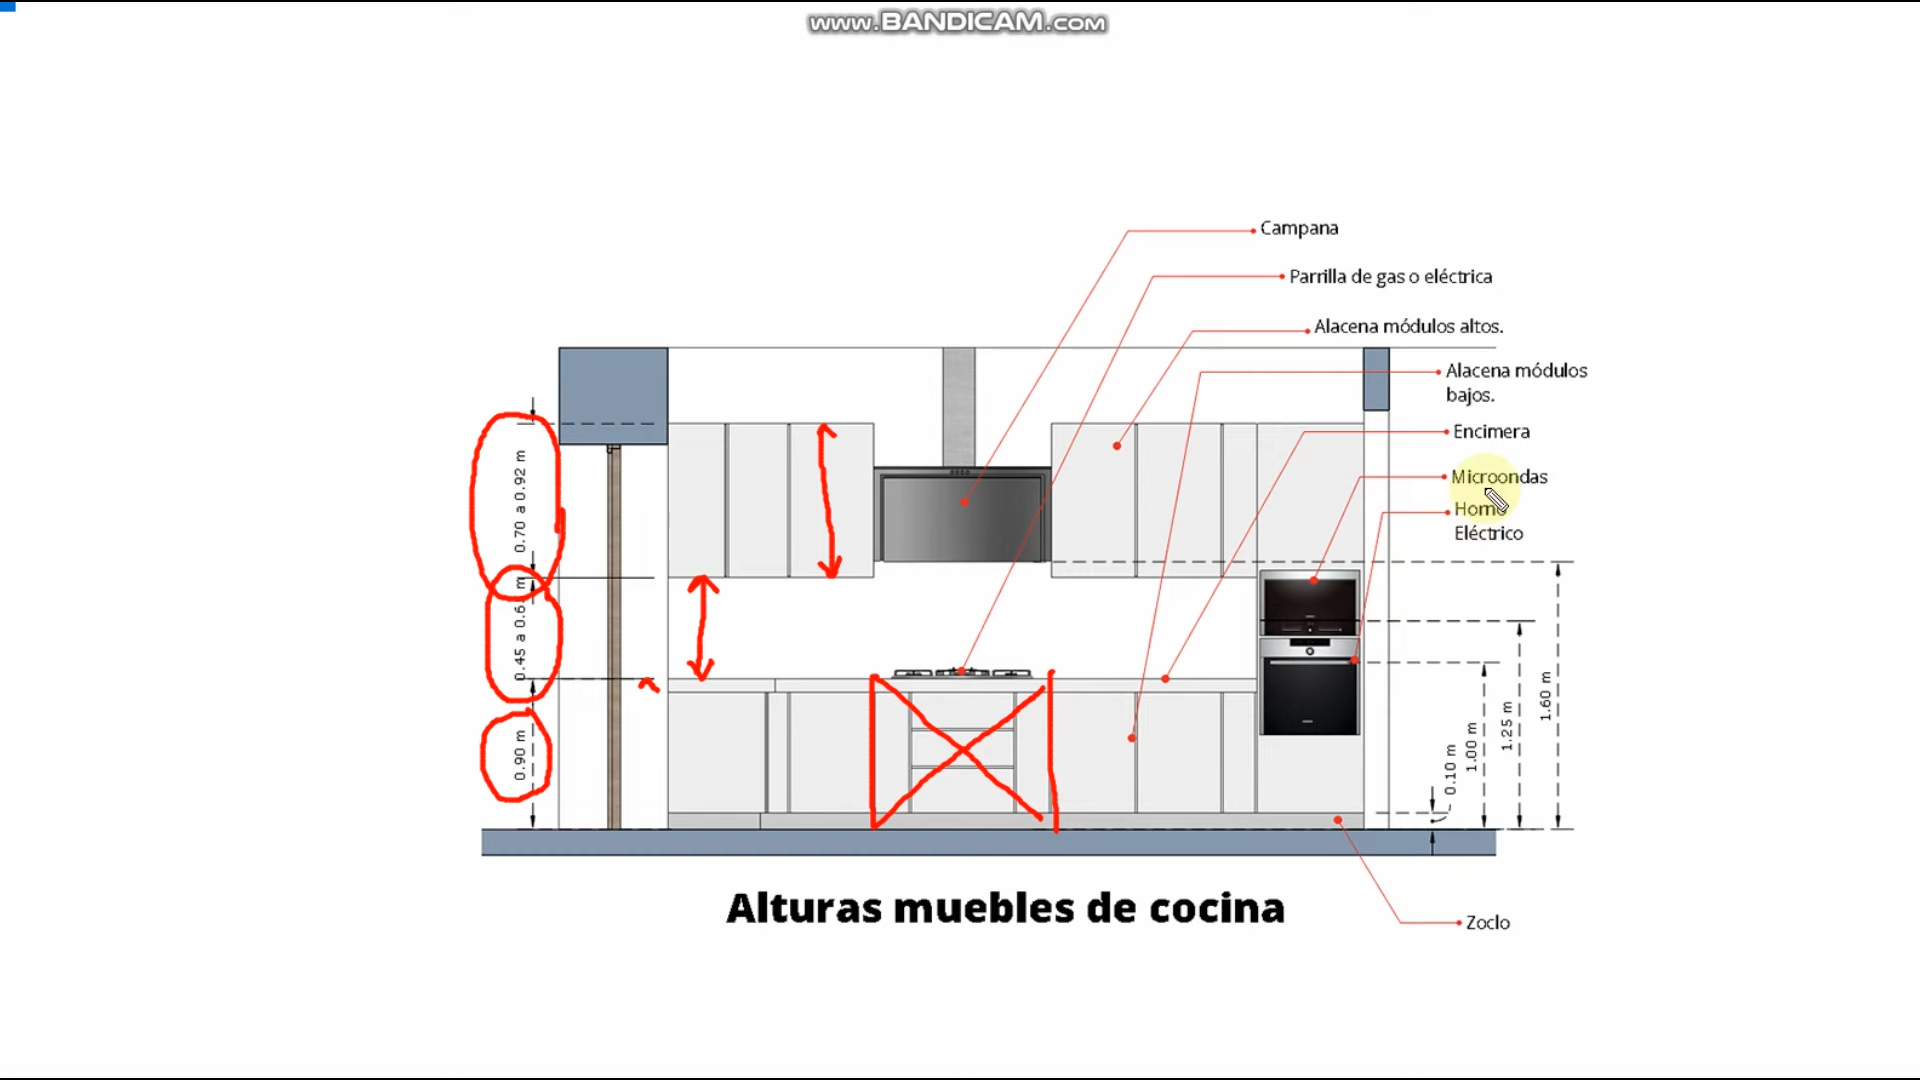 www.BANDICAM.com
Campana
Parrilla de gas o eléctrica
Alacena módulos altos.
Alacena módulos
bajos.
Encimera
Microondas
Horno
Eléctrico
0.70 a 0.92 m
0.45 a 0.6 m
0.90 m
0.10 m
1.00 m
1.25 m
1.60 m
Alturas muebles de cocina
Zoclo